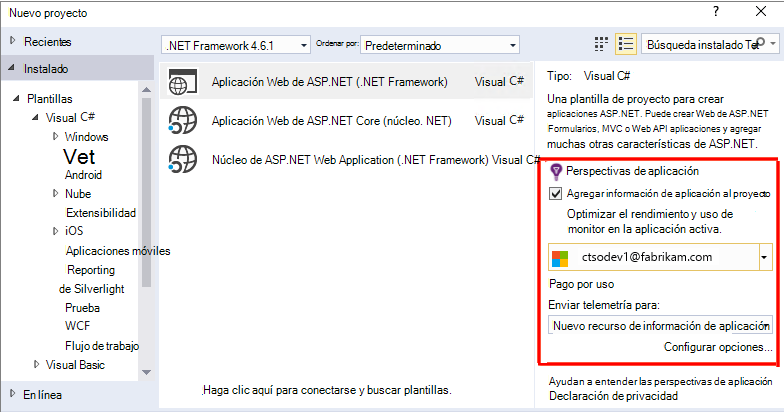 Nuevo proyecto
?
Recientes
.NET Framework 4.6.1
Ordenar por:
Predeterminado
Búsqueda instalado Tet
Instalado
Plantillas
Visual C#
Windows
Vet
Android
Nube
Extensibilidad
iOS
Aplicaciones móviles
Reporting
de Silverlight
Prueba
WCF
Flujo de trabajo
Visual Basic
En línea
Aplicación Web de ASP.NET (.NET Framework) Visual C#
Aplicación Web de ASP.NET Core (núcleo. NET) Visual C#
Núcleo de ASP.NET Web Application (.NET Framework) Visual C#
Haga clic aquí para conectarse y buscar plantillas.
Tipo: Visual C#
Una plantilla de proyecto para crear
aplicaciones ASP.NET. Puede crear Web de ASP.NET
Formularios, MVC o Web API aplicaciones y agregar
muchas otras características de ASP.NET.
Perspectivas de aplicación
Agregar información de aplicación al proyecto
Optimizar el rendimiento y uso de
monitor en la aplicación activa.
ctsodev1@fabrikam.com
Pago por uso
Enviar telemetría para:
Nuevo recurso de información de aplicación
Configurar opciones...
Ayudan a entender las perspectivas de aplicación
Declaración de privacidad